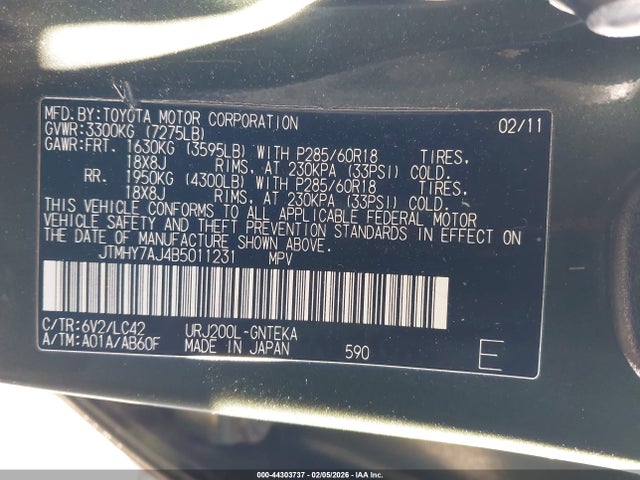 MFD.BY:TOYOTA MOTOR CORPORATION 02/11
GVWR:3300KG (7275LB)
GAWR:FRT. 1630KG (3595LB) WITH P285/60R18 TIRES,
18X8J RIMS, AT 230KPA (33PSI) COLD.
RR. 1950KG (4300LB) WITH P285/60R18 TIRES,
18X8J RIMS, AT 230KPA (33PSI) COLD.
THIS VEHICLE CONFORMS TO ALL APPLICABLE FEDERAL MOTOR
VEHICLE SAFETY AND THEFT PREVENTION STANDARDS IN EFFECT ON
THE DATE OF MANUFACTURE SHOWN ABOVE.
JTMHY7AJ4B5011231 MPV
C/TR:6V2/LC42 URJ200L-GNTEKA
A/TM:A01A/AB60F MADE IN JAPAN 590 E
000-44303737 - 02/05/2026 - IAA Inc.